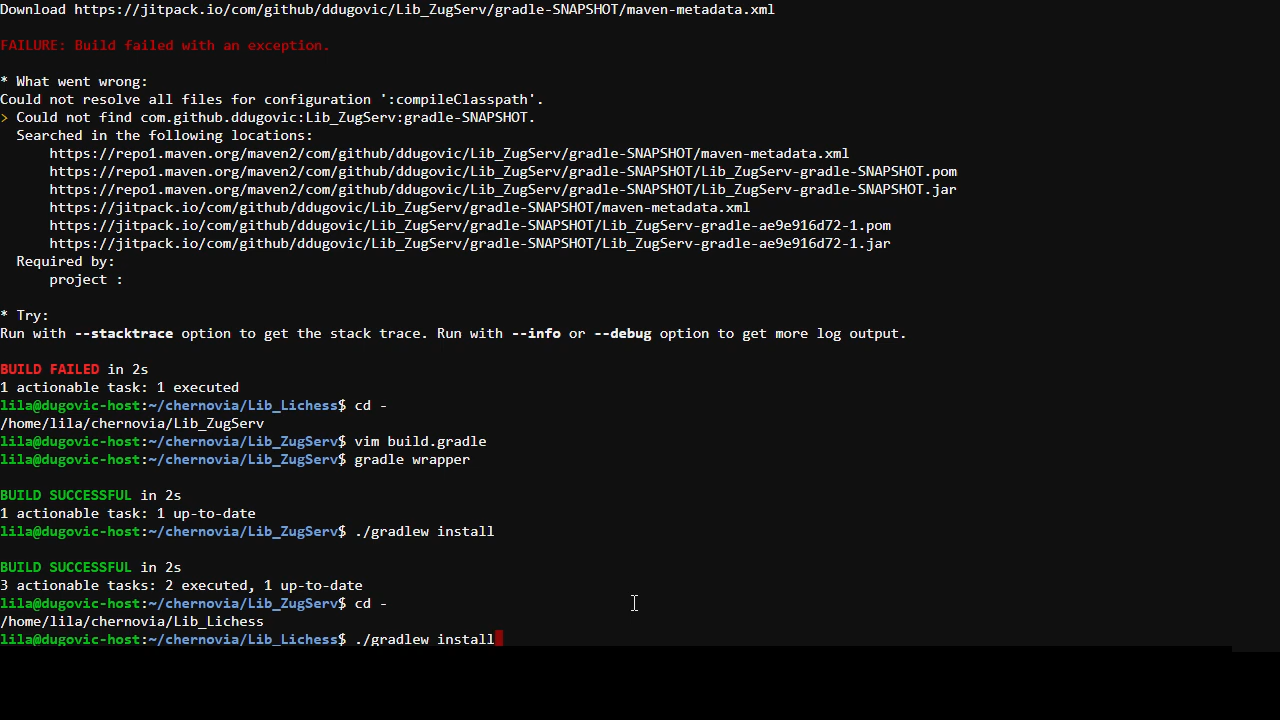 Download https://jitpack.io/com/github/ddugovic/Lib_ZugServ/gradle-SNAPSHOT/maven-metadata.xml
FAILURE: Build failed with an exception.
* What went wrong:
Could not resolve all files for configuration ':compileClasspath'.
> Could not find com.github.ddugovic:Lib_ZugServ:gradle-SNAPSHOT.
Searched in the following locations:
https://repo1.maven.org/maven2/com/github/ddugovic/Lib_ZugServ/gradle-SNAPSHOT/maven-metadata.xml
https://repo1.maven.org/maven2/com/github/ddugovic/Lib_ZugServ/gradle-SNAPSHOT/Lib_ZugServ-gradle-SNAPSHOT.pom
https://repo1.maven.org/maven2/com/github/ddugovic/Lib_ZugServ/gradle-SNAPSHOT/Lib_ZugServ-gradle-SNAPSHOT.jar
https://jitpack.io/com/github/ddugovic/Lib_ZugServ/gradle-SNAPSHOT/maven-metadata.xml
https://jitpack.io/com/github/ddugovic/Lib_ZugServ/gradle-SNAPSHOT/Lib_ZugServ-gradle-ae9e916d72-1.pom
https://jitpack.io/com/github/ddugovic/Lib_ZugServ/gradle-SNAPSHOT/Lib_ZugServ-gradle-ae9e916d72-1.jar
Required by:
project :
* Try:
Run with --stacktrace option to get the stack trace. Run with --info or --debug option to get more log output.
BUILD FAILED in 2s
1 actionable task: 1 executed
lila@dugovic-host:~/chernovia/Lib_Lichess$ cd -
/home/lila/chernovia/Lib_ZugServ
lila@dugovic-host:~/chernovia/Lib_ZugServ$ vim build.gradle
lila@dugovic-host:~/chernovia/Lib_ZugServ$ gradle wrapper
BUILD SUCCESSFUL in 2s
1 actionable task: 1 up-to-date
lila@dugovic-host:~/chernovia/Lib_ZugServ$ ./gradlew install
BUILD SUCCESSFUL in 2s
3 actionable tasks: 2 executed, 1 up-to-date
lila@dugovic-host:~/chernovia/Lib_ZugServ$ cd -
/home/lila/chernovia/Lib_Lichess
lila@dugovic-host:~/chernovia/Lib_Lichess$ ./gradlew install